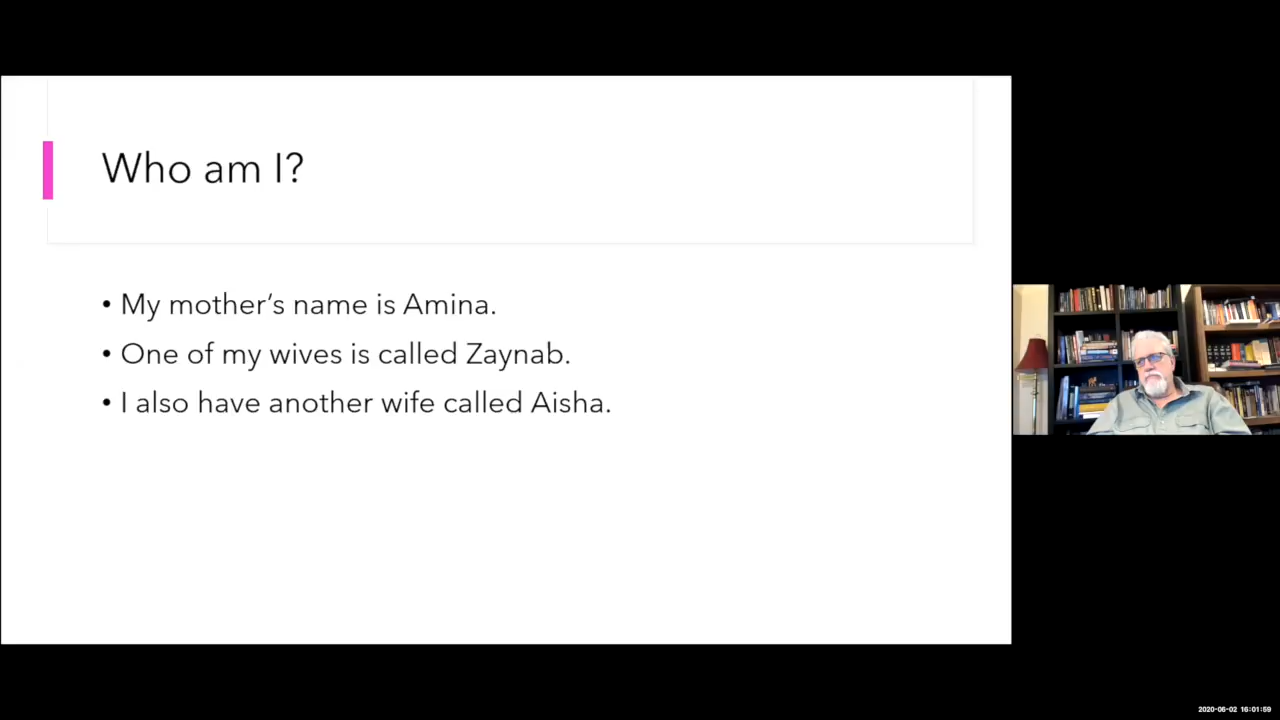 Who am I?
• My mother’s name is Amina.
• One of my wives is called Zaynab.
• I also have another wife called Aisha.
2020-06-02 16:01:59